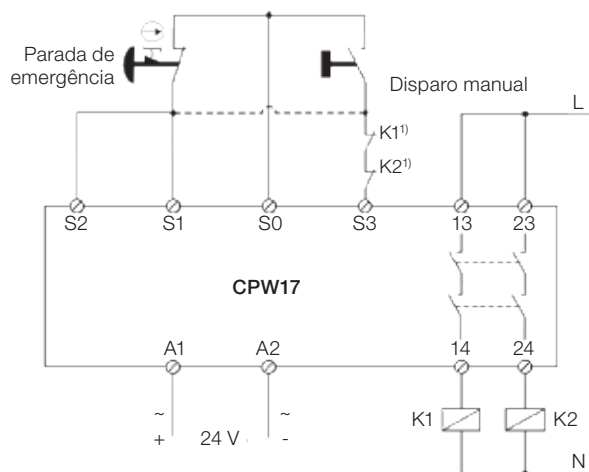 Parada de
emergência
Disparo manual
L
K1¹⁾
K2¹⁾
S2 S1 S0 S3 13 23
CPW17
A1 A2 14 24
~ ~
K1 K2
+ 24 V -
N